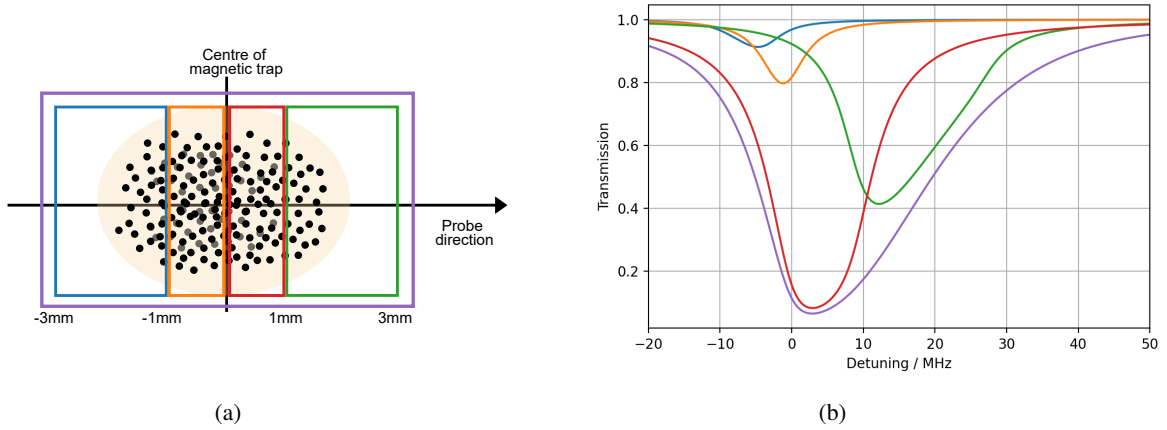 Centre of
magnetic trap
Probe
direction
-3mm
-1mm
1mm
3mm
(a)
1.0
0.8
0.6
0.4
0.2
Transmission
−20
−10
0
10
20
30
40
50
Detuning / MHz
(b)